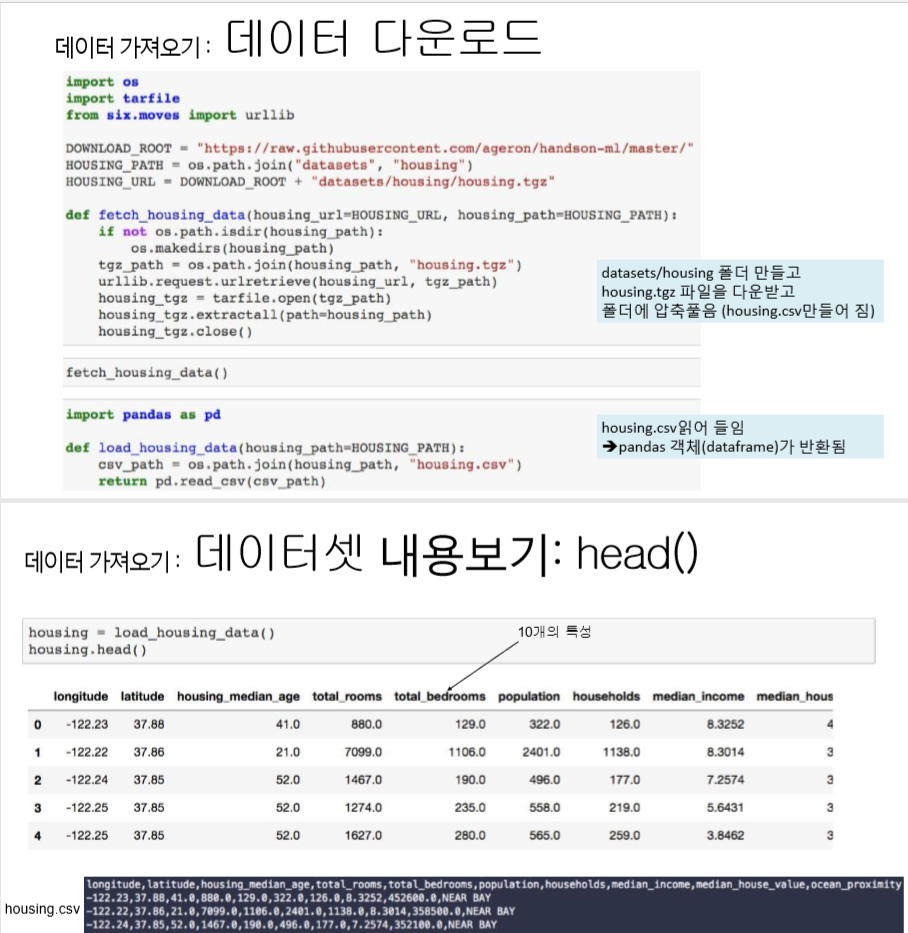 데이터 가져오기 : 데이터 다운로드
import os
import tarfile
from six.moves import urllib
DOWNLOAD_ROOT = "https://raw.githubusercontent.com/ageron/handson-ml/master/"
HOUSING_PATH = os.path.join("datasets", "housing")
HOUSING_URL = DOWNLOAD_ROOT + "datasets/housing/housing.tgz"
def fetch_housing_data(housing_url=HOUSING_URL, housing_path=HOUSING_PATH):
    if not os.path.isdir(housing_path):
        os.makedirs(housing_path)
    tgz_path = os.path.join(housing_path, "housing.tgz")
    urllib.request.urlretrieve(housing_url, tgz_path)
    housing_tgz = tarfile.open(tgz_path)
    housing_tgz.extractall(path=housing_path)
    housing_tgz.close()
datasets/housing 폴더 만들고
housing.tgz 파일을 다운받고
폴더에 압축풀음 (housing.csv만들어 짐)
fetch_housing_data()
import pandas as pd
def load_housing_data(housing_path=HOUSING_PATH):
    csv_path = os.path.join(housing_path, "housing.csv")
    return pd.read_csv(csv_path)
housing.csv읽어 들임
➔pandas 객체(dataframe)가 반환됨
데이터 가져오기 : 데이터셋 내용보기: head()
housing = load_housing_data()
housing.head()
10개의 특성
longitude latitude housing_median_age total_rooms total_bedrooms population households median_income median_hous
0 -122.23 37.88 41.0 880.0 129.0 322.0 126.0 8.3252 4
1 -122.22 37.86 21.0 7099.0 1106.0 2401.0 1138.0 8.3014 3
2 -122.24 37.85 52.0 1467.0 190.0 496.0 177.0 7.2574 3
3 -122.25 37.85 52.0 1274.0 235.0 558.0 219.0 5.6431 3
4 -122.25 37.85 52.0 1627.0 280.0 565.0 259.0 3.8462 3
housing.csv
longitude,latitude,housing_median_age,total_rooms,total_bedrooms,population,households,median_income,median_house_value,ocean_proximity
-122.23,37.88,41.0,880.0,129.0,322.0,126.0,8.3252,452600.0,NEAR BAY
-122.22,37.86,21.0,7099.0,1106.0,2401.0,1138.0,8.3014,358500.0,NEAR BAY
-122.24,37.85,52.0,1467.0,190.0,496.0,177.0,7.2574,352100.0,NEAR BAY